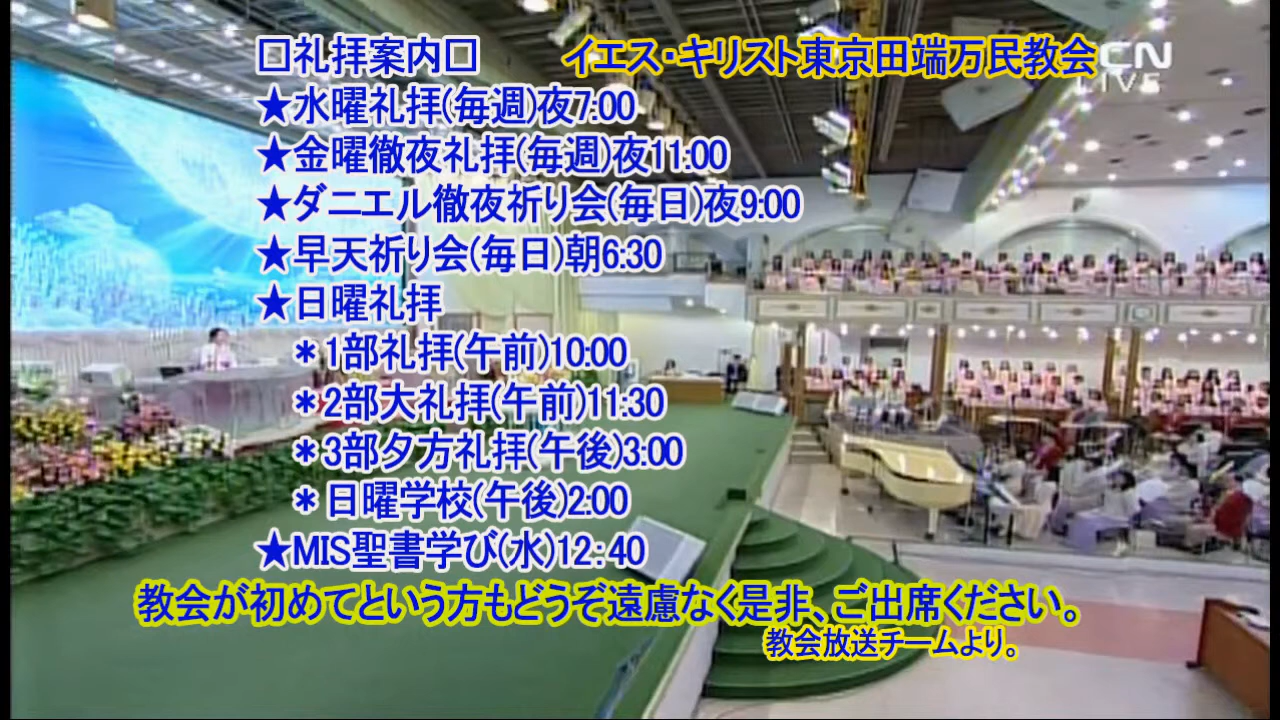 □礼拝案内□ イエス・キリスト東京田端万民教会
CN
LIVE
★水曜礼拝(毎週)夜7:00
★金曜徹夜礼拝(毎週)夜11:00
★ダニエル徹夜祈り会(毎日)夜9:00
★早天祈り会(毎日)朝6:30
★日曜礼拝
*1部礼拝(午前)10:00
*2部大礼拝(午前)11:30
*3部夕方礼拝(午後)3:00
*日曜学校(午後)2:00
★MIS聖書学び(水)12:40
教会が初めてという方もどうぞ遠慮なく是非、ご出席ください。
教会放送チームより。